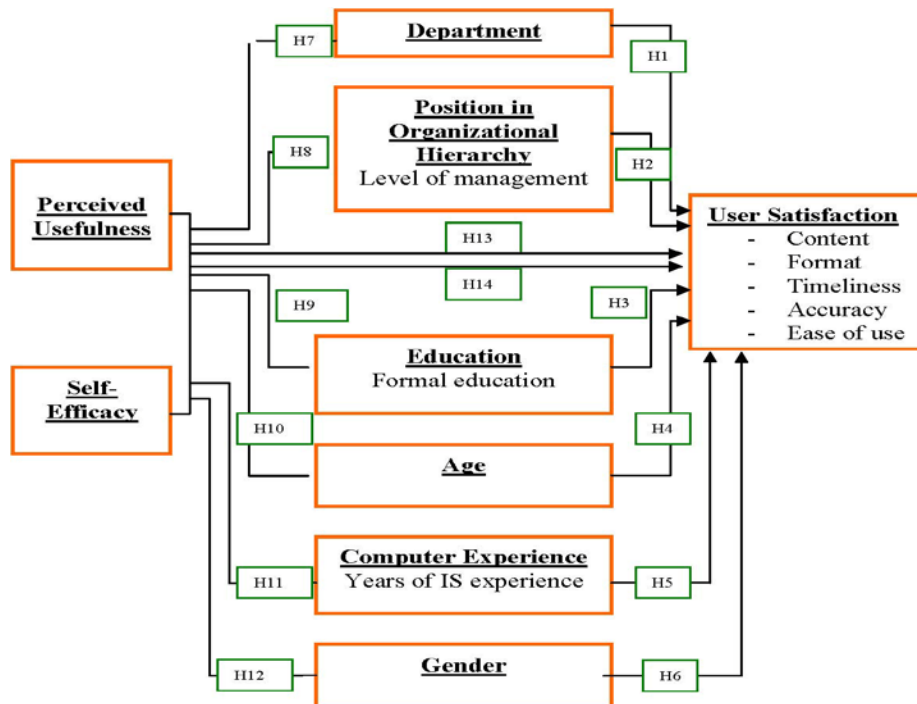 H7
Department
H1
Position in
Organizational
Hierarchy
Level of management
H8
H2
Perceived
Usefulness
H13
H14
User Satisfaction
- Content
- Format
- Timeliness
- Accuracy
- Ease of use
H9
H3
Education
Formal education
Self-
Efficacy
H10
H4
Age
Computer Experience
Years of IS experience
H11
H5
Gender
H12
H6